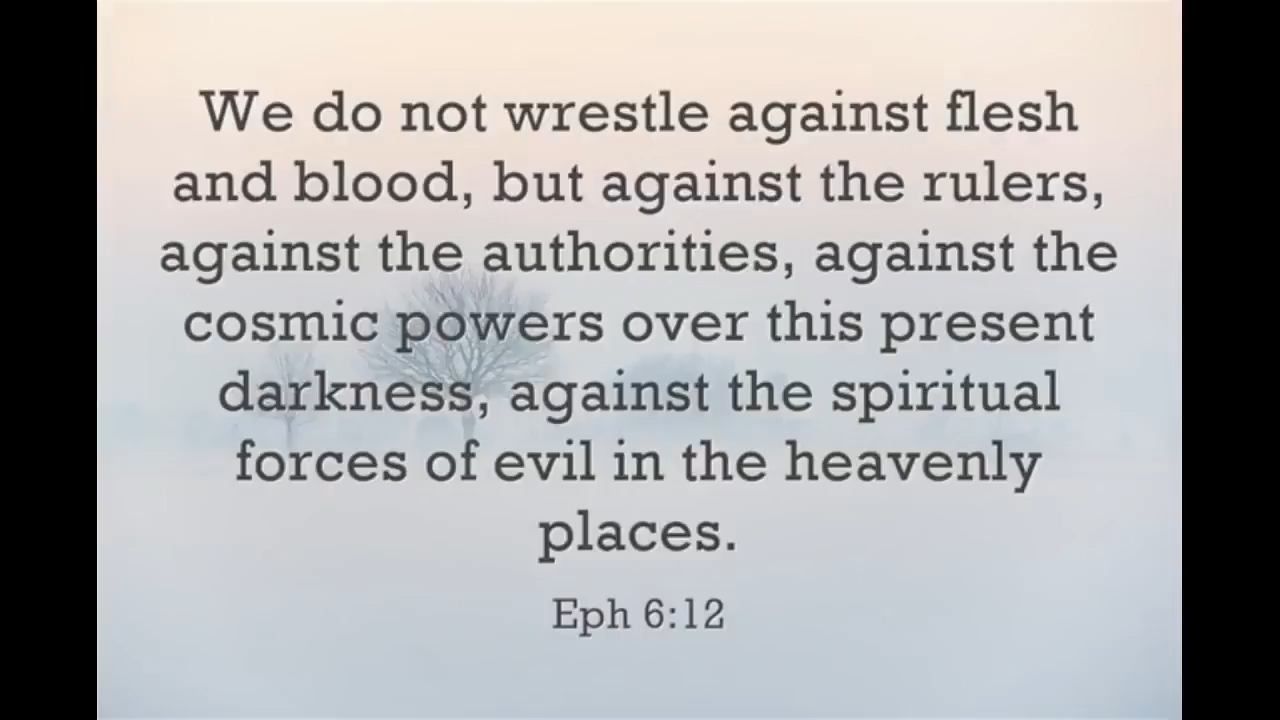 We do not wrestle against flesh
and blood, but against the rulers,
against the authorities, against the
cosmic powers over this present
darkness, against the spiritual
forces of evil in the heavenly
places.
Eph 6:12